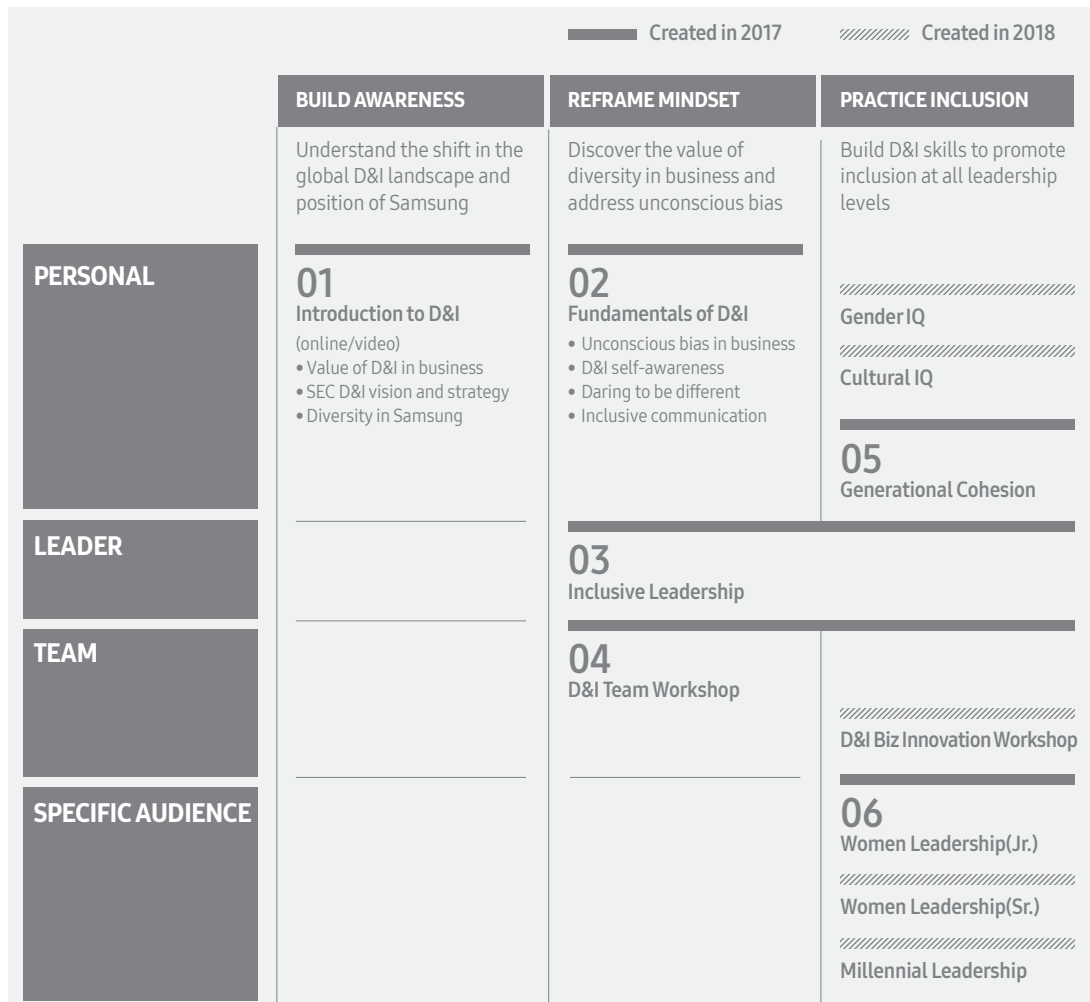 Created in 2017
Created in 2018
BUILD AWARENESS
REFRAME MINDSET
PRACTICE INCLUSION
Understand the shift in the
global D&I landscape and
position of Samsung
Discover the value of
diversity in business and
address unconscious bias
Build D&I skills to promote
inclusion at all leadership
levels
PERSONAL
01
Introduction to D&I
(online/video)
• Value of D&I in business
• SEC D&I vision and strategy
• Diversity in Samsung
02
Fundamentals of D&I
• Unconscious bias in business
• D&I self-awareness
• Daring to be different
• Inclusive communication
Gender IQ
Cultural IQ
05
Generational Cohesion
LEADER
03
Inclusive Leadership
TEAM
04
D&I Team Workshop
D&I Biz Innovation Workshop
SPECIFIC AUDIENCE
06
Women Leadership(Jr.)
Women Leadership(Sr.)
Millennial Leadership